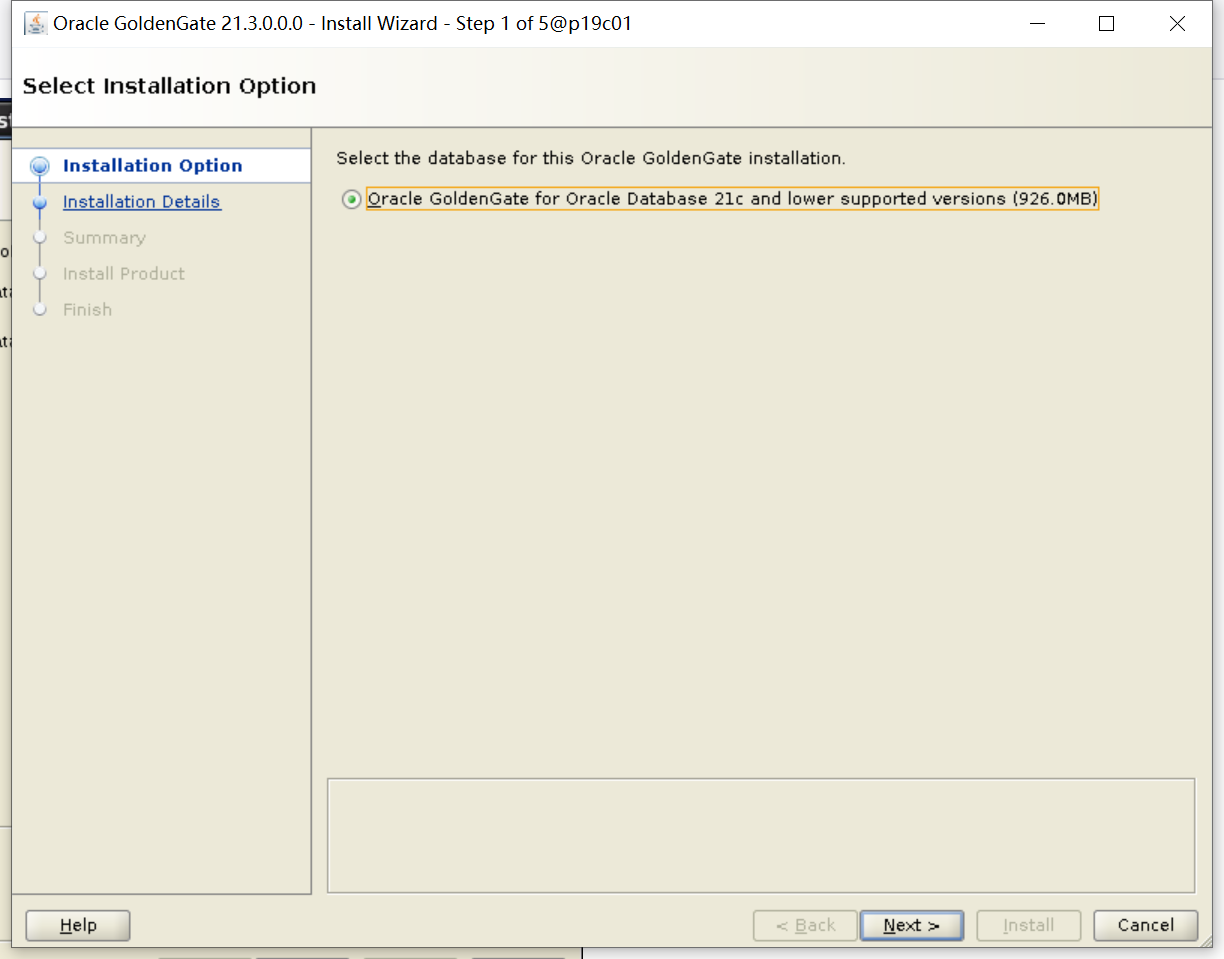 Oracle GoldenGate 21.3.0.0.0 - Install Wizard - Step 1 of 5@p19c01
Select Installation Option
Installation Option
Installation Details
Summary
Install Product
Finish
Select the database for this Oracle GoldenGate installation.
Oracle GoldenGate for Oracle Database 21c and lower supported versions (926.0MB)
Help
< Back
Next >
Install
Cancel